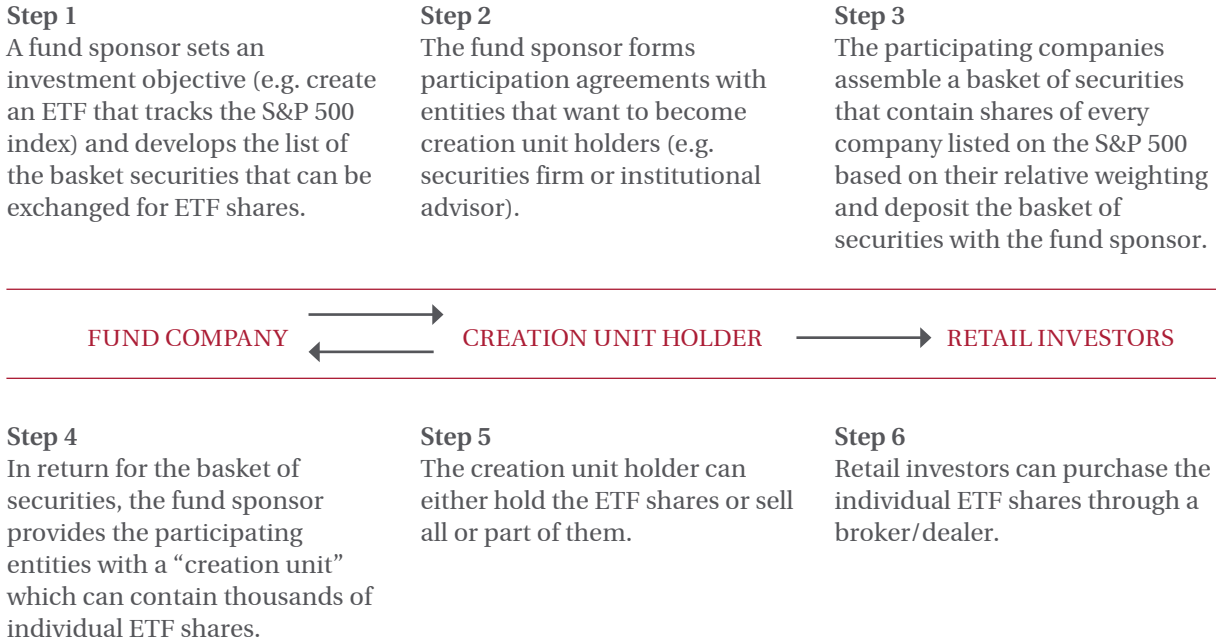 Step 1
A fund sponsor sets an
investment objective (e.g. create
an ETF that tracks the S&P 500
index) and develops the list of
the basket securities that can be
exchanged for ETF shares.
Step 2
The fund sponsor forms
participation agreements with
entities that want to become
creation unit holders (e.g.
securities firm or institutional
advisor).
Step 3
The participating companies
assemble a basket of securities
that contain shares of every
company listed on the S&P 500
based on their relative weighting
and deposit the basket of
securities with the fund sponsor.
FUND COMPANY
CREATION UNIT HOLDER
RETAIL INVESTORS
Step 4
In return for the basket of
securities, the fund sponsor
provides the participating
entities with a “creation unit”
which can contain thousands of
individual ETF shares.
Step 5
The creation unit holder can
either hold the ETF shares or sell
all or part of them.
Step 6
Retail investors can purchase the
individual ETF shares through a
broker/dealer.